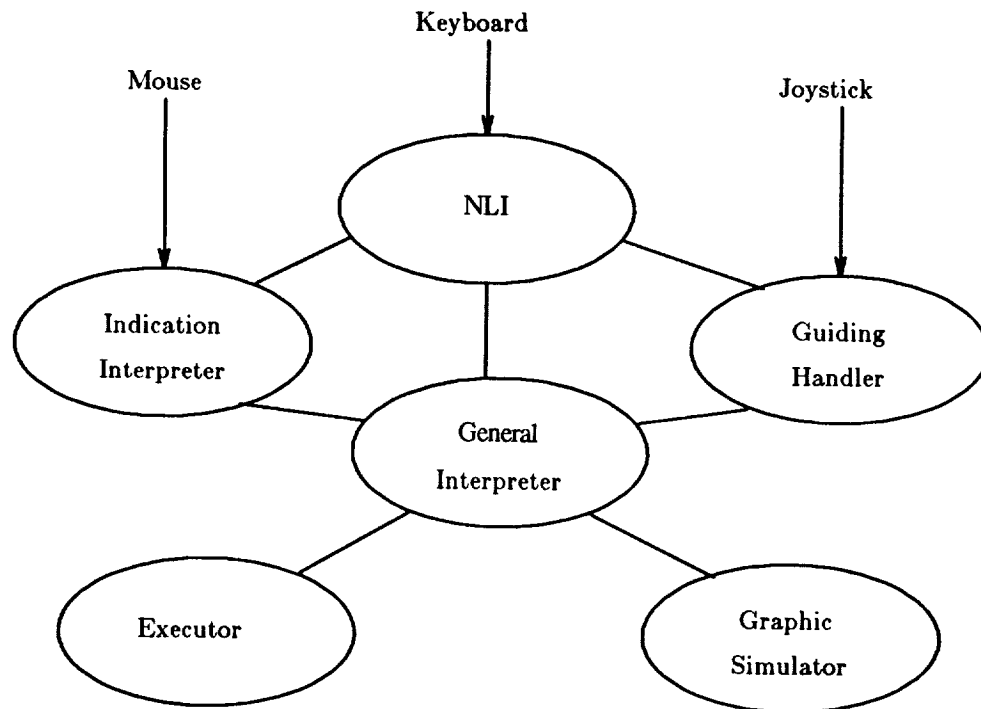 Keyboard
Mouse
Joystick
NLI
Indication
Interpreter
Guiding
Handler
General
Interpreter
Executor
Graphic
Simulator